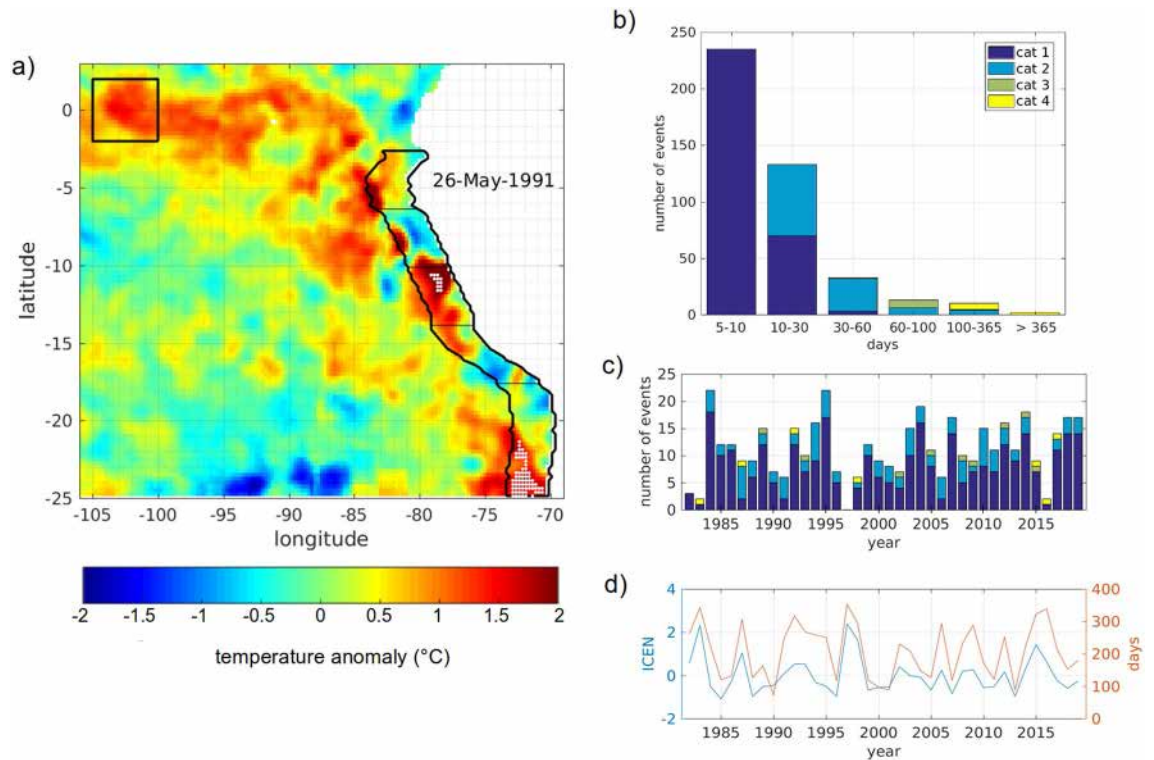 a)
0
-5
-10
-15
-20
-25
latitude
26-May-1991
-105 -100 -95 -90 -85 -80 -75 -70
longitude
-2 -1.5 -1 -0.5 0 0.5 1 1.5 2
temperature anomaly (°C)
b)
250
200
150
100
50
0
number of events
cat 1
cat 2
cat 3
cat 4
5-10 10-30 30-60 60-100 100-365 > 365
days
c)
25
20
15
10
5
0
number of events
1985 1990 1995 2000 2005 2010 2015
year
d)
4
2
0
-2
ICEN
400
300
200
100
0
days
1985 1990 1995 2000 2005 2010 2015
year